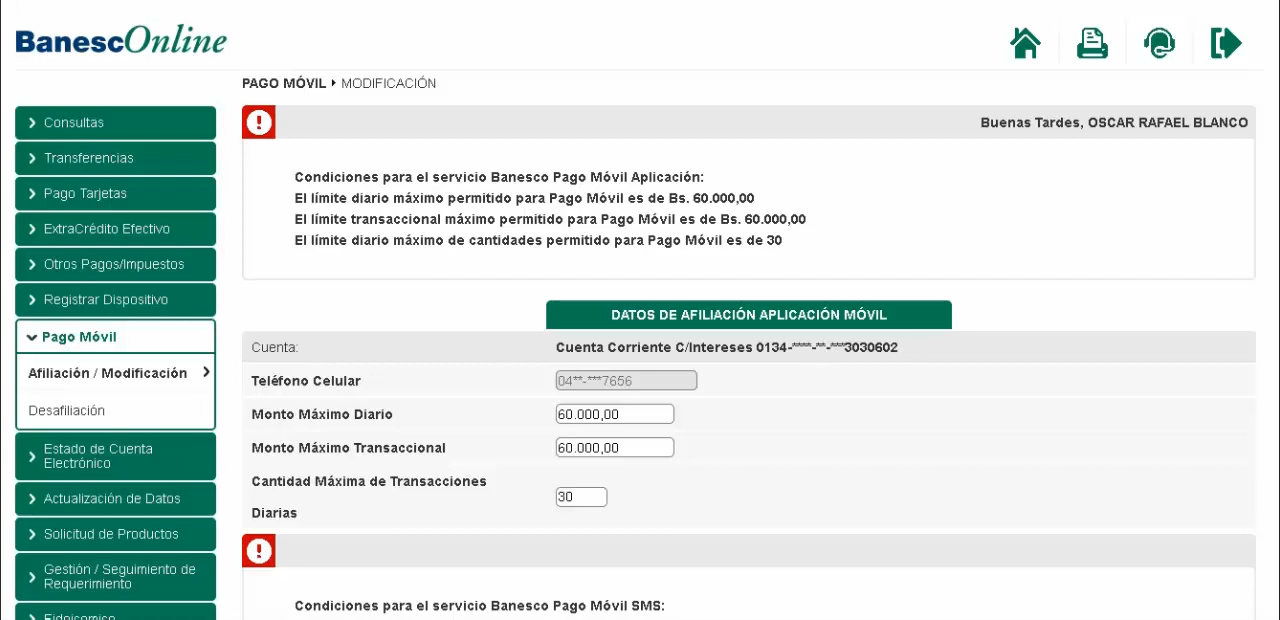 BanescOnline
PAGO MÓVIL MODIFICACIÓN
Consultas
Transferencias
Pago Tarjetas
ExtraCrédito Efectivo
Otros Pagos/Impuestos
Registrar Dispositivo
Pago Móvil
Afiliación / Modificación
Desafiliación
Estado de Cuenta
Electrónico
Actualización de Datos
Solicitud de Productos
Gestión / Seguimiento de
Requerimiento
Fideicomiso
Buenas Tardes, OSCAR RAFAEL BLANCO
Condiciones para el servicio Banesco Pago Móvil Aplicación:
El límite diario máximo permitido para Pago Móvil es de Bs. 60.000,00
El límite transaccional máximo permitido para Pago Móvil es de Bs. 60.000,00
El límite diario máximo de cantidades permitido para Pago Móvil es de 30
DATOS DE AFILIACIÓN APLICACIÓN MÓVIL
Cuenta: Cuenta Corriente C/Intereses 0134-****-**-***3030602
Teléfono Celular 04**-***7656
Monto Máximo Diario 60.000,00
Monto Máximo Transaccional 60.000,00
Cantidad Máxima de Transacciones
Diarias 30
Condiciones para el servicio Banesco Pago Móvil SMS: